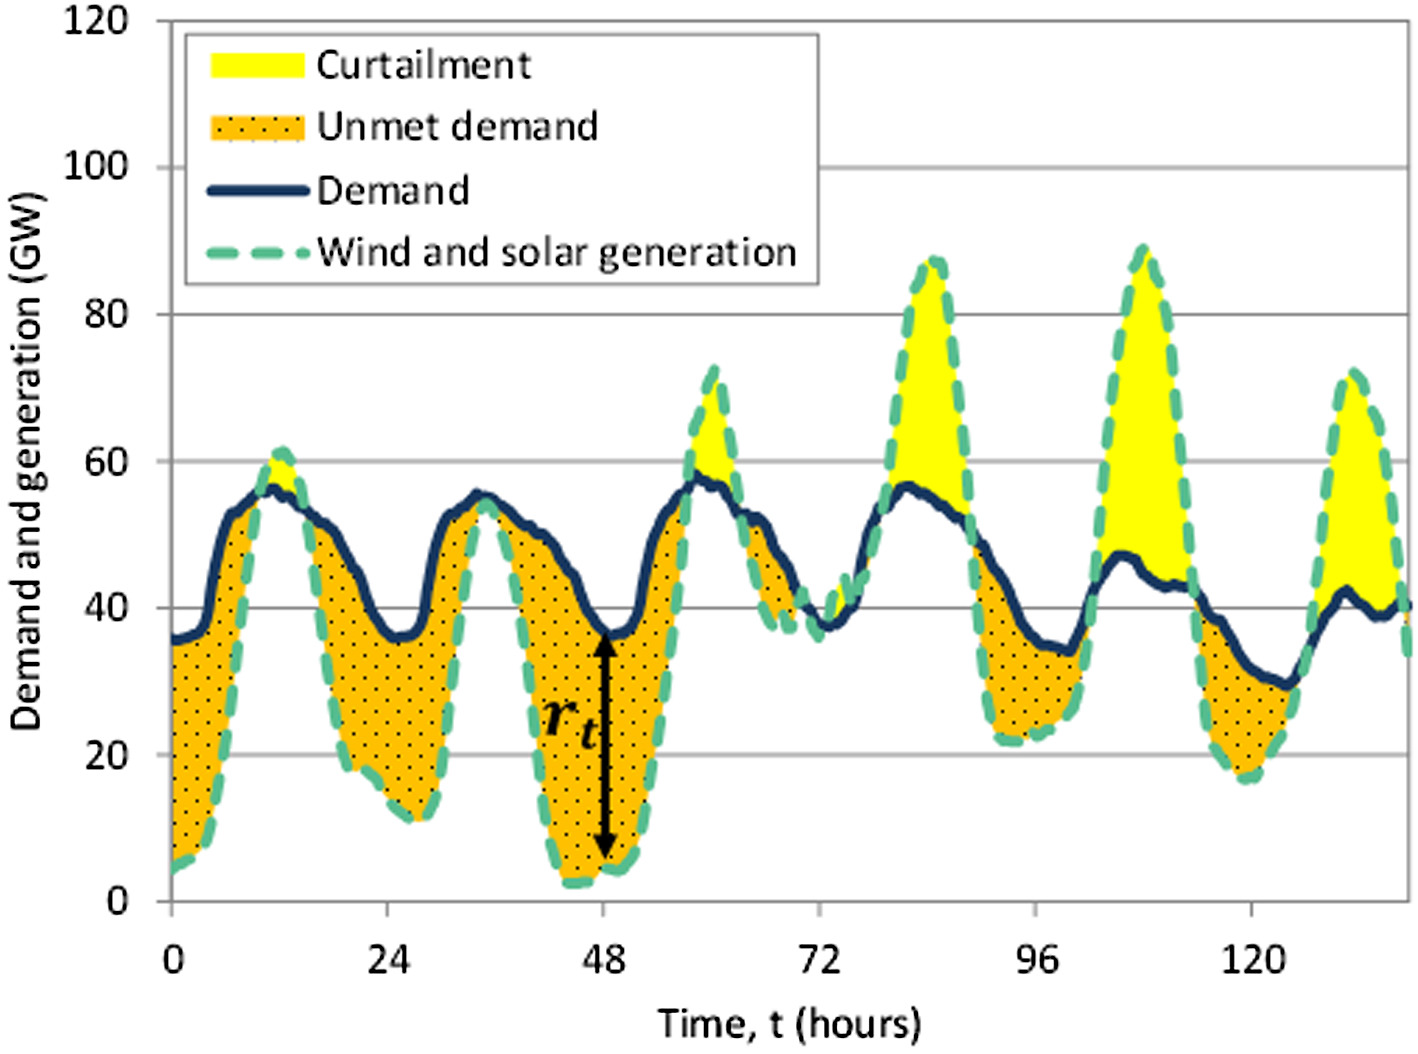 Demand and generation (GW)
120
100
80
60
40
20
0
Curtailment
Unmet demand
Demand
Wind and solar generation
r t
0 24 48 72 96 120
Time, t (hours)